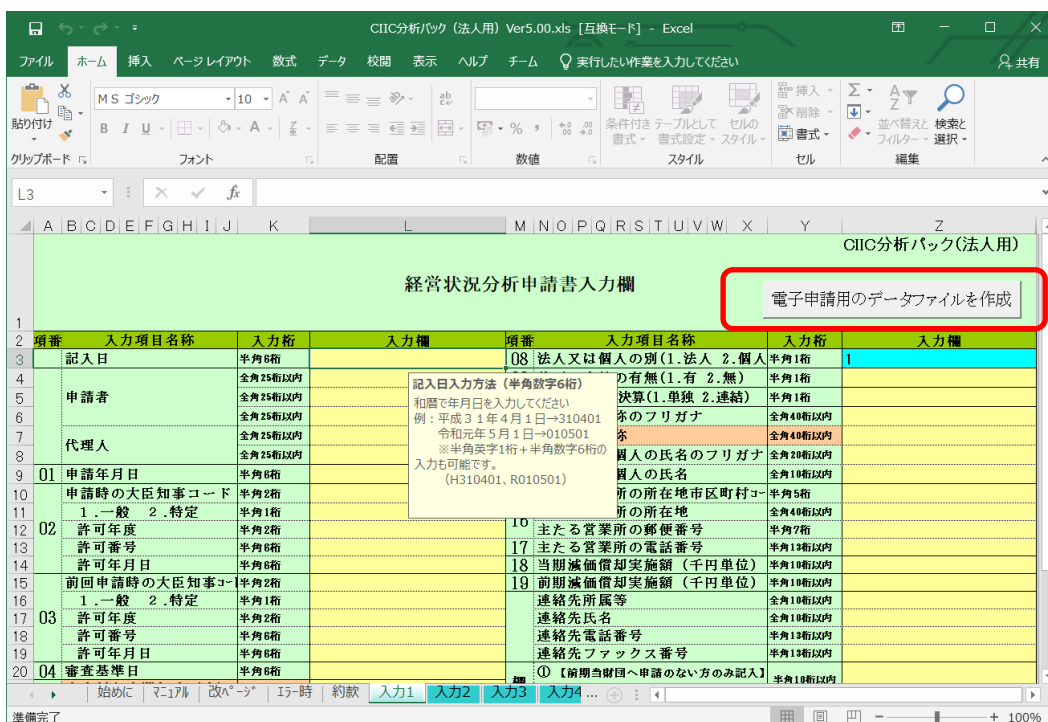 CIIC分析パック（法人用）Ver5.00.xls [互換モード] - Excel
ファイル ホーム 挿入 ページ レイアウト 数式 データ 校閲 表示 ヘルプ チーム 実行したい作業を入力してください 共有
ＭＳ ゴシック 10
貼り付け
B I U
条件付き書式 テーブルとして書式設定 セルのスタイル
挿入 削除 書式
並べ替えとフィルター 検索と選択
クリップボード フォント 配置 数値 スタイル セル 編集
L3 fx
A B C D E F G H I J K L M N O P Q R S T U V W X Y Z
CIIC分析パック(法人用)
1 経営状況分析申請書入力欄
電子申請用のデータファイルを作成
2 項番 入力項目名称 入力桁 入力欄 項番 入力項目名称 入力桁 入力欄
3 記入日 半角6桁 08 法人又は個人の別(1.法人 2.個人 半角1桁 1
4 全角25桁以内 の有無(1.有 2.無) 半角1桁
5 申請者 全角25桁以内 決算(1.単独 2.連結) 半角1桁
6 全角25桁以内 称のフリガナ 全角40桁以内
7 代理人 全角25桁以内 称 全角40桁以内
8 全角25桁以内 個人の氏名のフリガナ 全角20桁以内
9 01 申請年月日 半角6桁 個人の氏名 全角10桁以内
10 申請時の大臣知事コード 半角2桁 所の所在地市区町村コー 半角5桁
11 1.一般 2.特定 半角1桁 所の所在地 全角40桁以内
12 02 許可年度 半角2桁 16 主たる営業所の郵便番号 半角7桁
13 許可番号 半角6桁 17 主たる営業所の電話番号 半角13桁以内
14 許可年月日 半角6桁 18 当期減価償却実施額（千円単位） 半角10桁以内
15 前回申請時の大臣知事コー 半角2桁 19 前期減価償却実施額（千円単位） 半角10桁以内
16 1.一般 2.特定 半角1桁 連絡先所属等 全角10桁以内
17 03 許可年度 半角2桁 連絡先氏名 全角10桁以内
18 許可番号 半角6桁 連絡先電話番号 半角13桁以内
19 許可年月日 半角6桁 連絡先ファックス番号 半角13桁以内
20 04 審査基準日 半角6桁 欄 ①【前期当財団へ申請のない方のみ記入】 半角10桁以内
記入日入力方法（半角数字6桁）
和暦で年月日を入力してください
例：平成３１年４月１日→310401
令和元年５月１日→010501
※半角英字1桁＋半角数字6桁の
入力も可能です。
（H310401、R010501）
始めに マニュアル 改ページ エラー時 約款 入力1 入力2 入力3 入力4 ...
準備完了 100%